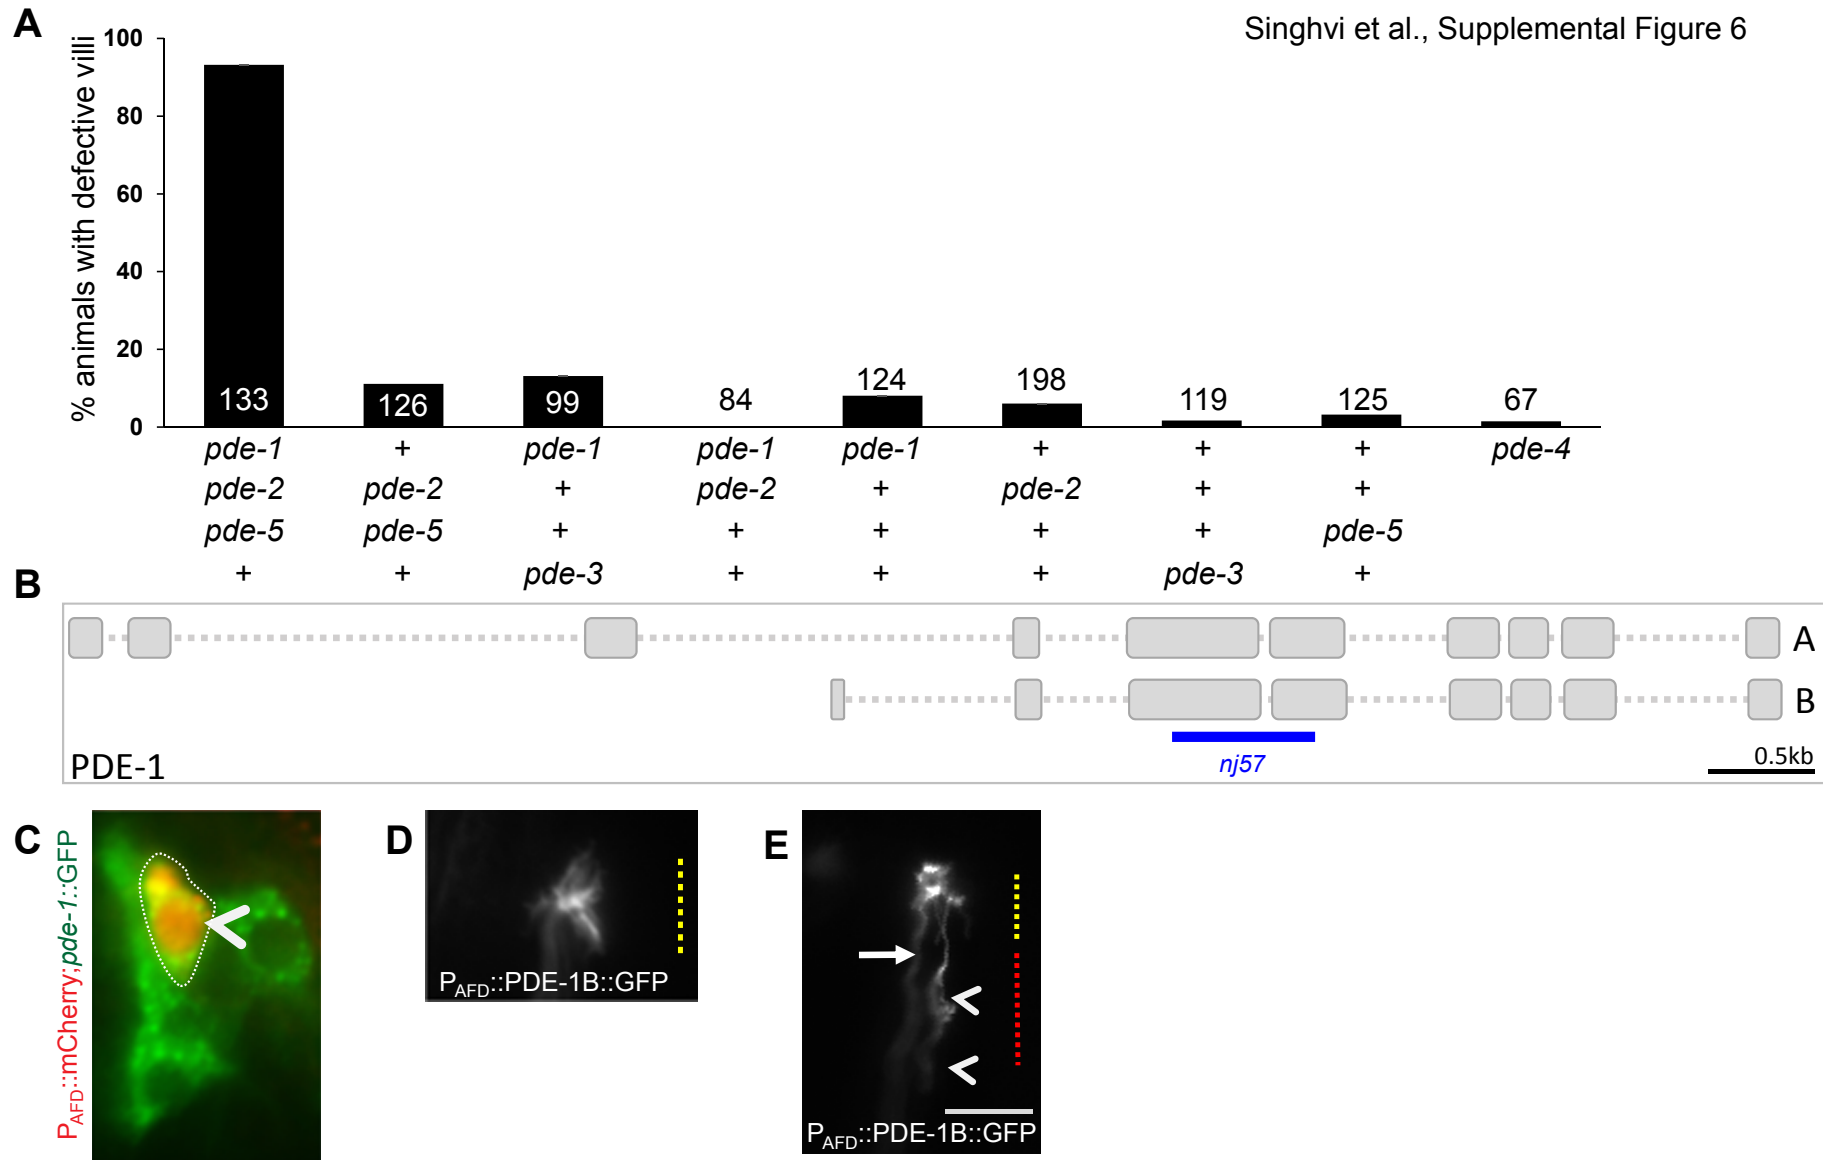 A
Singhvi et al., Supplemental Figure 6
% animals with defective villi
100
80
60
40
20
0
133 126 99 84 124 198 119 125 67
pde-1 + pde-1 pde-1 pde-1 + + + pde-4
pde-2 pde-2 + pde-2 + pde-2 + +
pde-5 pde-5 + + + + + pde-5
+ + pde-3 + + + pde-3 +
B
A
B
nj57
PDE-1
0.5kb
C
PAFD::mCherry;pde-1::GFP
D
PAFD::PDE-1B::GFP
E
PAFD::PDE-1B::GFP